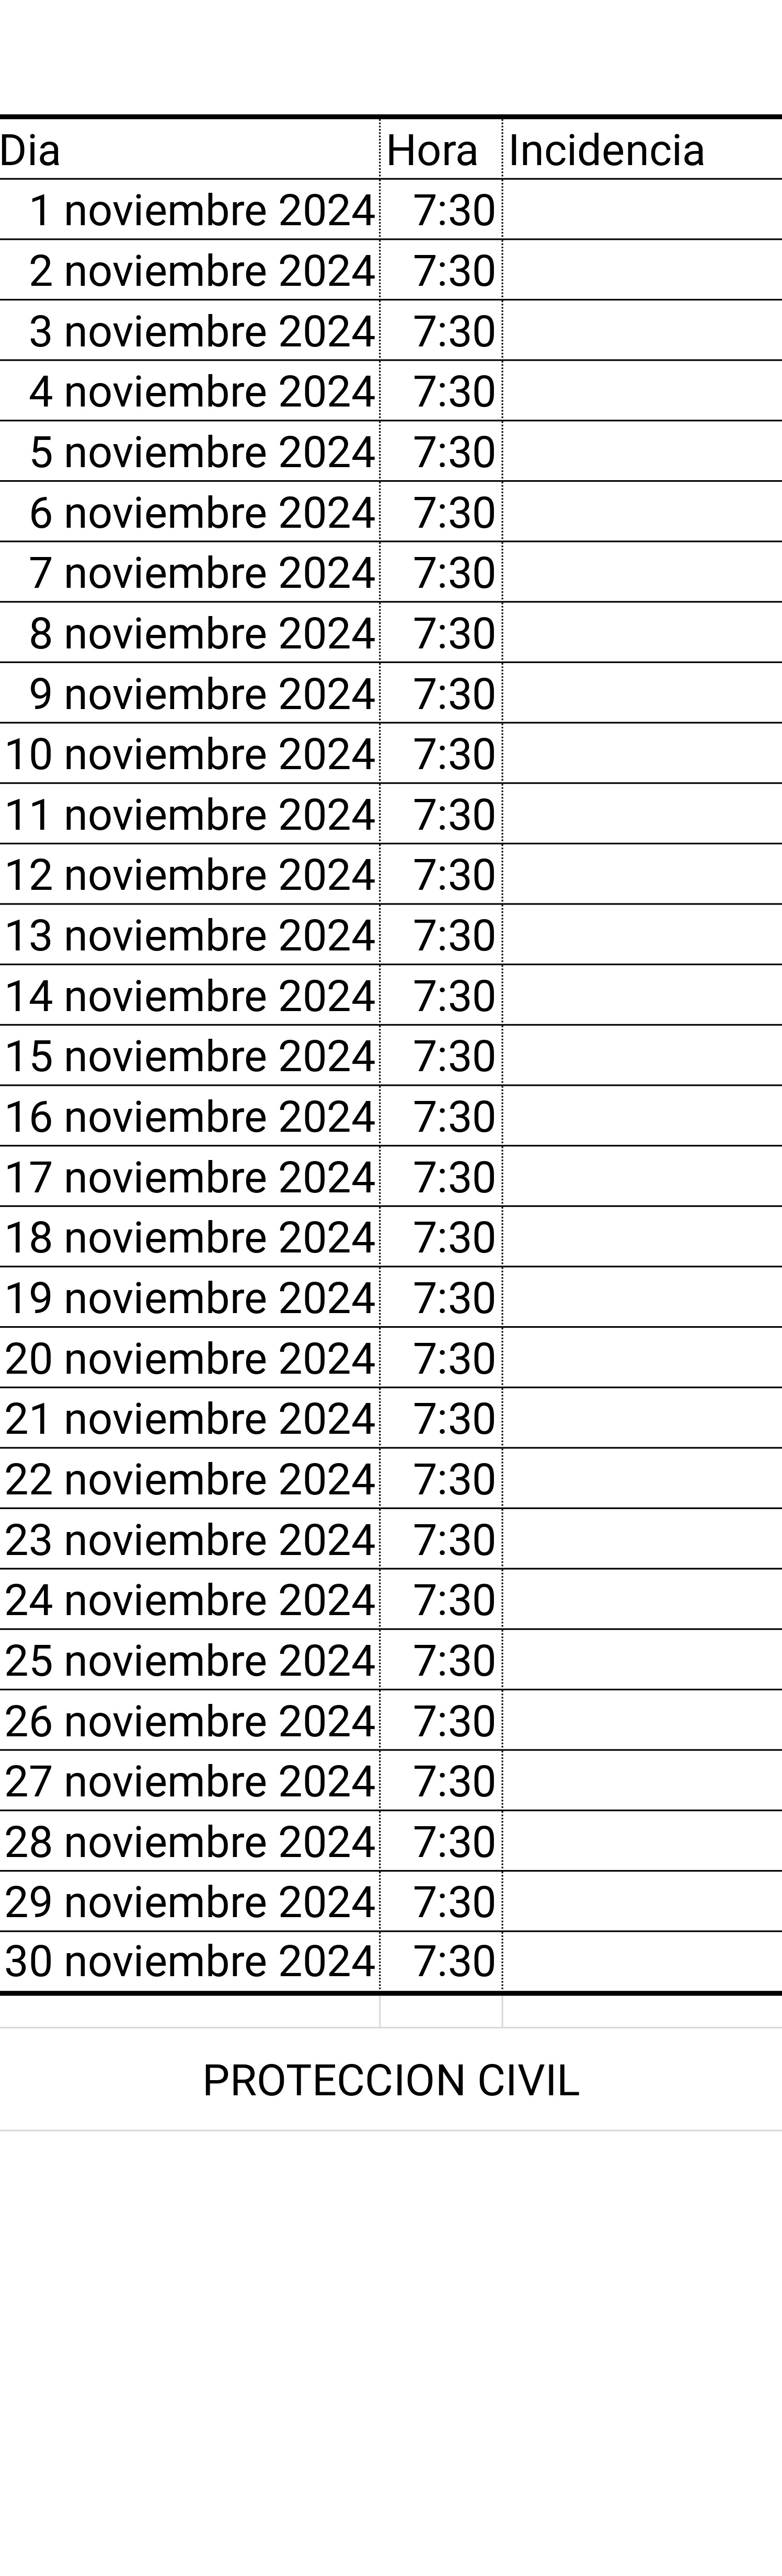 Dia Hora Incidencia
1 noviembre 2024 7:30
2 noviembre 2024 7:30
3 noviembre 2024 7:30
4 noviembre 2024 7:30
5 noviembre 2024 7:30
6 noviembre 2024 7:30
7 noviembre 2024 7:30
8 noviembre 2024 7:30
9 noviembre 2024 7:30
10 noviembre 2024 7:30
11 noviembre 2024 7:30
12 noviembre 2024 7:30
13 noviembre 2024 7:30
14 noviembre 2024 7:30
15 noviembre 2024 7:30
16 noviembre 2024 7:30
17 noviembre 2024 7:30
18 noviembre 2024 7:30
19 noviembre 2024 7:30
20 noviembre 2024 7:30
21 noviembre 2024 7:30
22 noviembre 2024 7:30
23 noviembre 2024 7:30
24 noviembre 2024 7:30
25 noviembre 2024 7:30
26 noviembre 2024 7:30
27 noviembre 2024 7:30
28 noviembre 2024 7:30
29 noviembre 2024 7:30
30 noviembre 2024 7:30
PROTECCION CIVIL